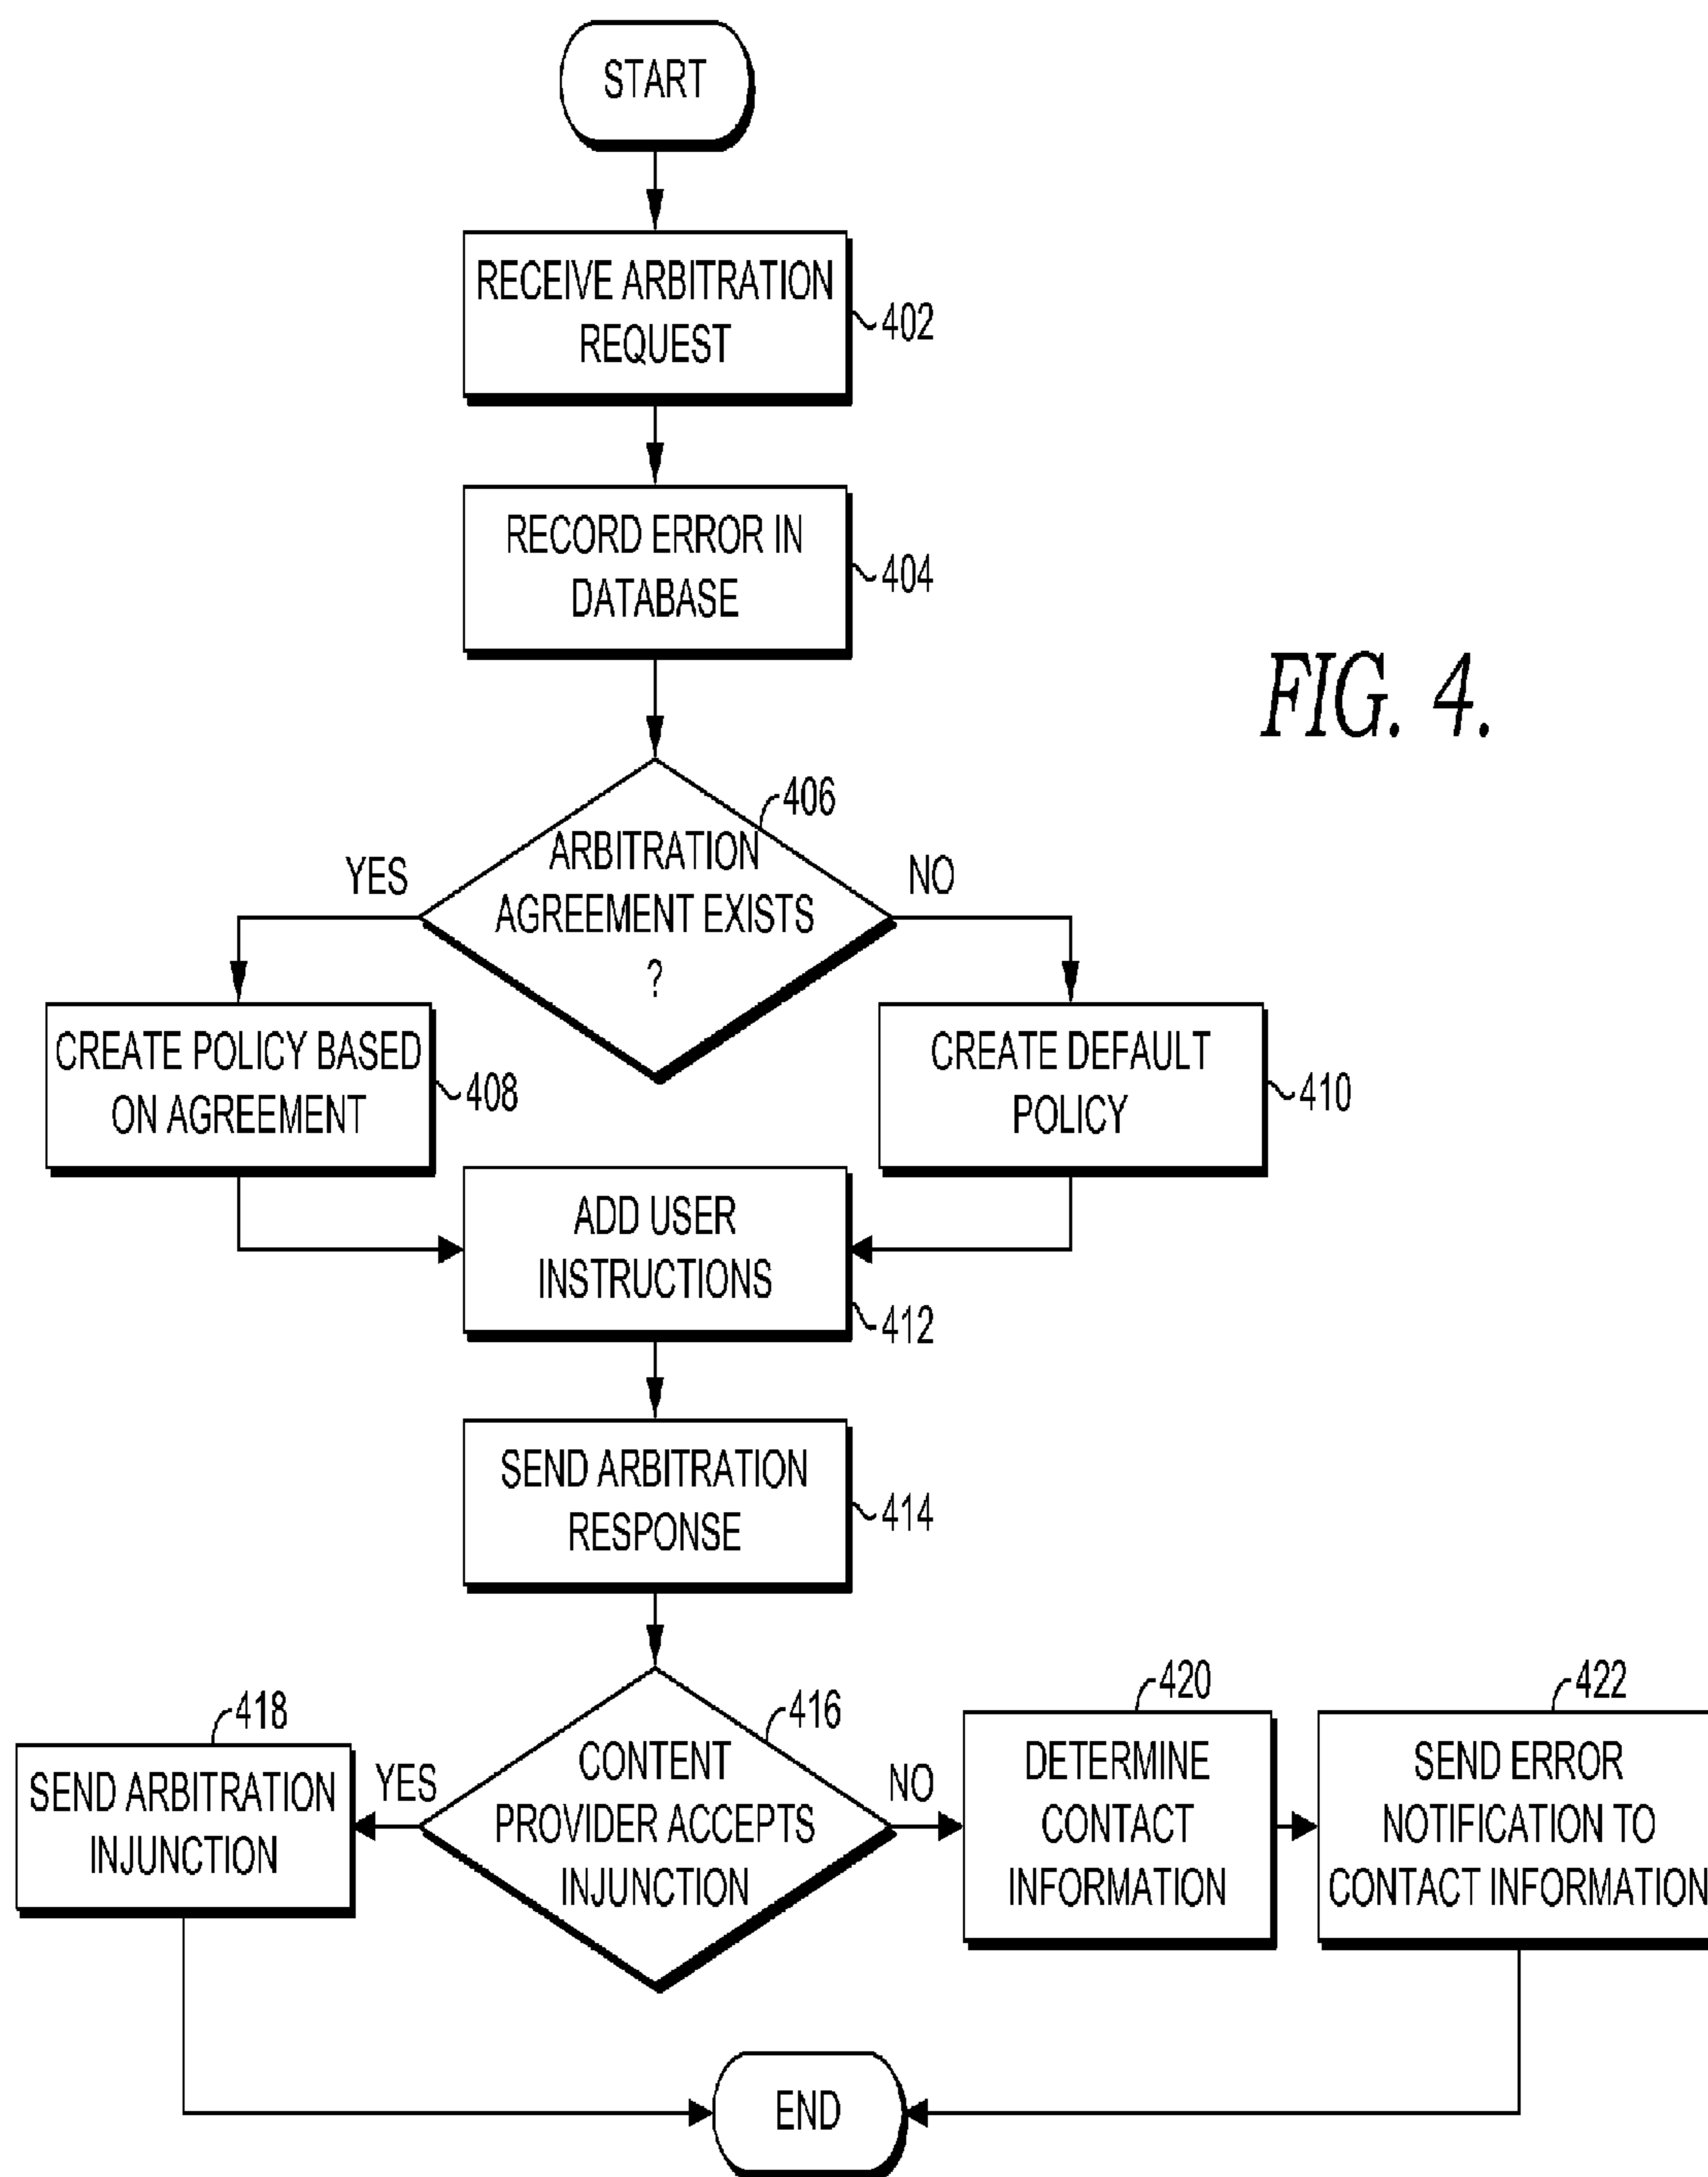 START
RECEIVE ARBITRATION
REQUEST
402
RECORD ERROR IN
DATABASE
404
FIG. 4.
406
ARBITRATION
AGREEMENT EXISTS
?
YES
NO
CREATE POLICY BASED
ON AGREEMENT
408
CREATE DEFAULT
POLICY
410
ADD USER
INSTRUCTIONS
412
SEND ARBITRATION
RESPONSE
414
416
CONTENT
PROVIDER ACCEPTS
INJUNCTION
YES
NO
418
SEND ARBITRATION
INJUNCTION
420
DETERMINE
CONTACT
INFORMATION
422
SEND ERROR
NOTIFICATION TO
CONTACT INFORMATION
END